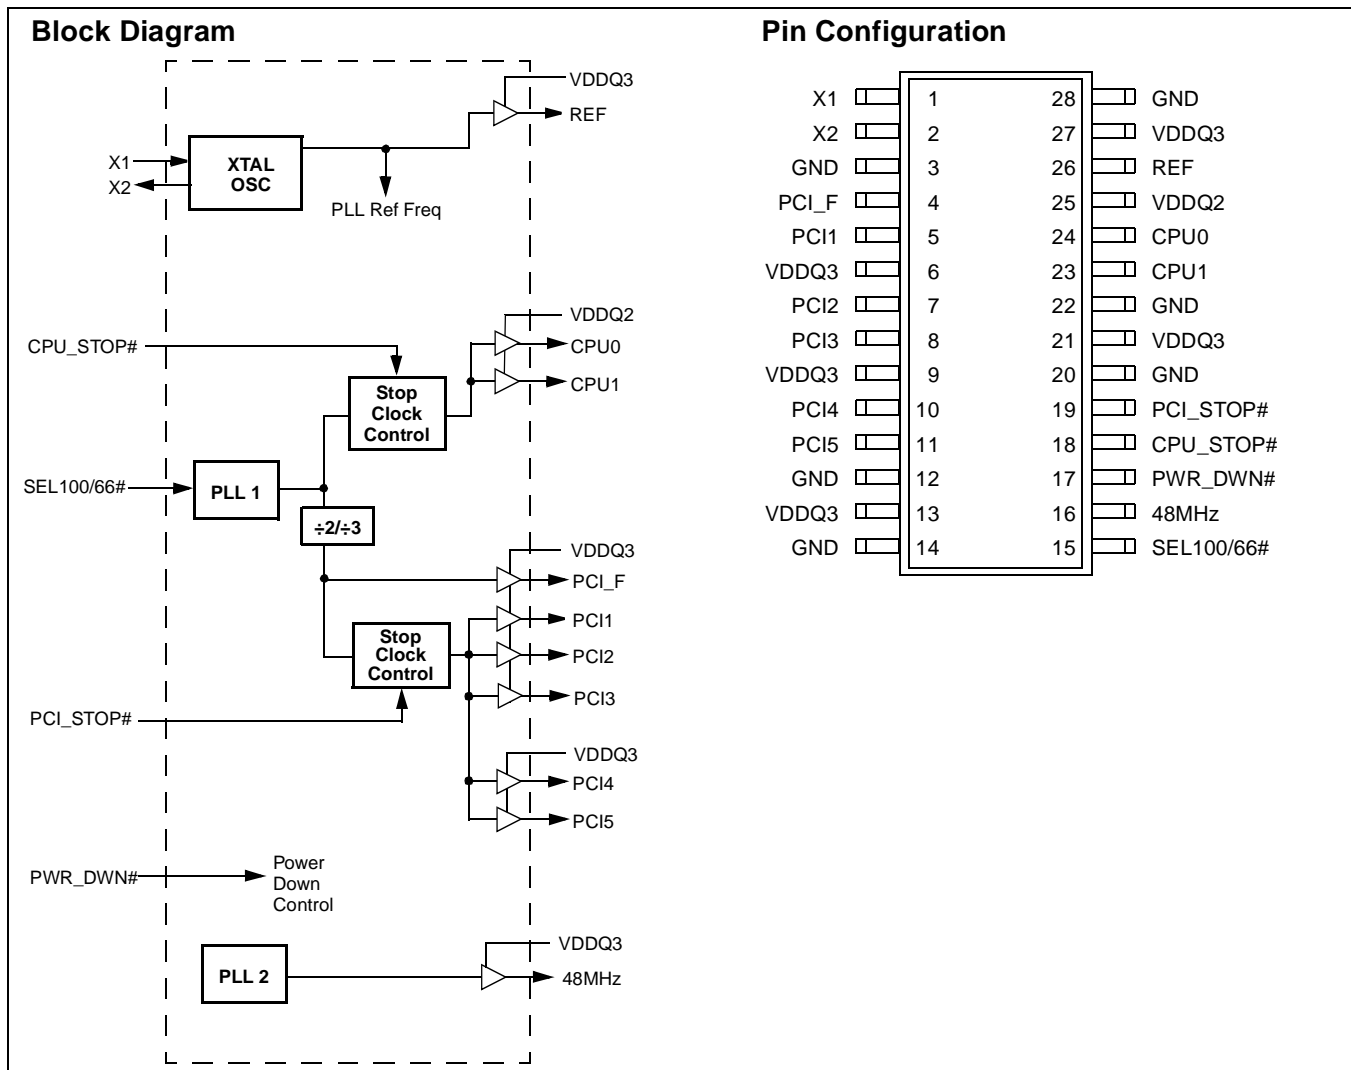 Block Diagram
VDDQ3
REF
X1
X2
XTAL
OSC
PLL Ref Freq
VDDQ2
CPU_STOP#
CPU0
CPU1
Stop
Clock
Control
SEL100/66#
PLL 1
÷2/÷3
VDDQ3
PCI_F
PCI1
Stop
Clock
Control
PCI2
PCI3
PCI_STOP#
VDDQ3
PCI4
PCI5
PWR_DWN#
Power
Down
Control
VDDQ3
PLL 2
48MHz
Pin Configuration
X1 1 28 GND
X2 2 27 VDDQ3
GND 3 26 REF
PCI_F 4 25 VDDQ2
PCI1 5 24 CPU0
VDDQ3 6 23 CPU1
PCI2 7 22 GND
PCI3 8 21 VDDQ3
VDDQ3 9 20 GND
PCI4 10 19 PCI_STOP#
PCI5 11 18 CPU_STOP#
GND 12 17 PWR_DWN#
VDDQ3 13 16 48MHz
GND 14 15 SEL100/66#